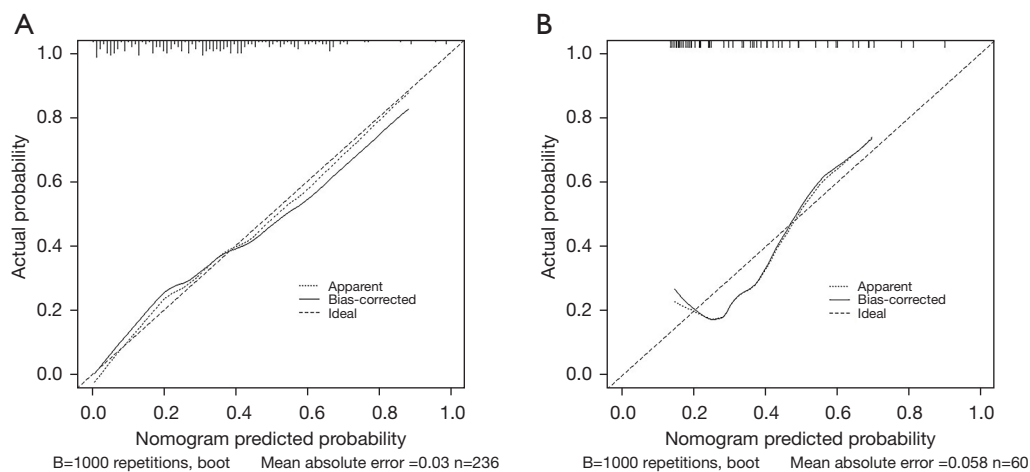 A
1.0
0.8
0.6
0.4
0.2
0.0
Actual probability
Apparent
Bias-corrected
Ideal
0.0 0.2 0.4 0.6 0.8 1.0
Nomogram predicted probability
B=1000 repetitions, boot Mean absolute error =0.03 n=236
B
1.0
0.8
0.6
0.4
0.2
0.0
Actual probability
Apparent
Bias-corrected
Ideal
0.0 0.2 0.4 0.6 0.8 1.0
Nomogram predicted probability
B=1000 repetitions, boot Mean absolute error =0.058 n=60